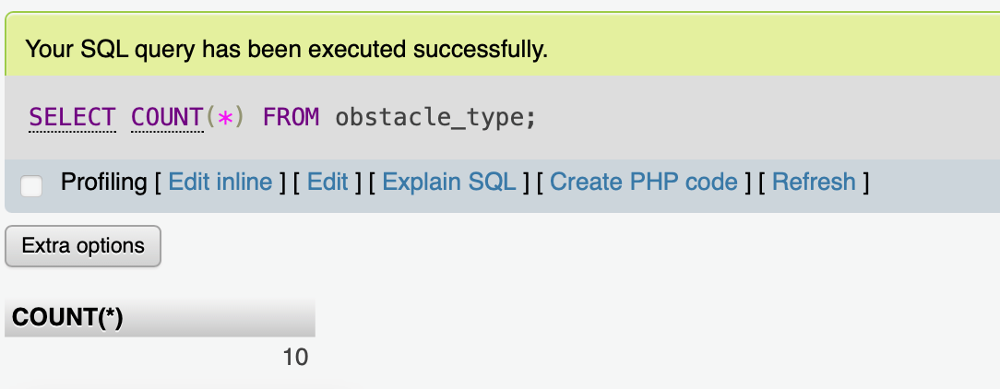 Your SQL query has been executed successfully.
SELECT COUNT(*) FROM obstacle_type;
Profiling [ Edit inline ] [ Edit ] [ Explain SQL ] [ Create PHP code ] [ Refresh ]
Extra options
COUNT(*)
10